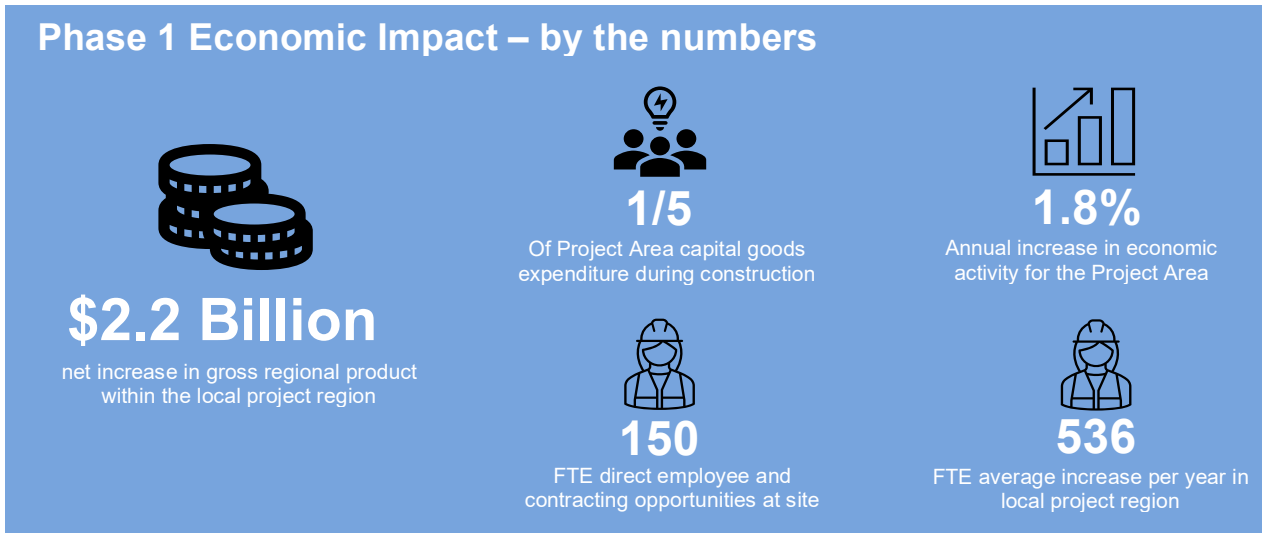 Phase 1 Economic Impact – by the numbers
$2.2 Billion
net increase in gross regional product
within the local project region
1/5
Of Project Area capital goods
expenditure during construction
1.8%
Annual increase in economic
activity for the Project Area
150
FTE direct employee and
contracting opportunities at site
536
FTE average increase per year in
local project region